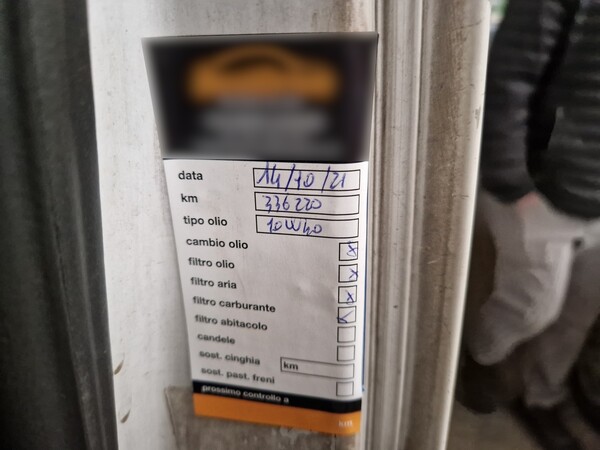 data 14/10/21
km 336220
tipo olio 10W40
cambio olio x
filtro olio x
filtro aria x
filtro carburante x
filtro abitacolo
candele
sost. cinghia km
sost. past. freni
prossimo controllo a
km